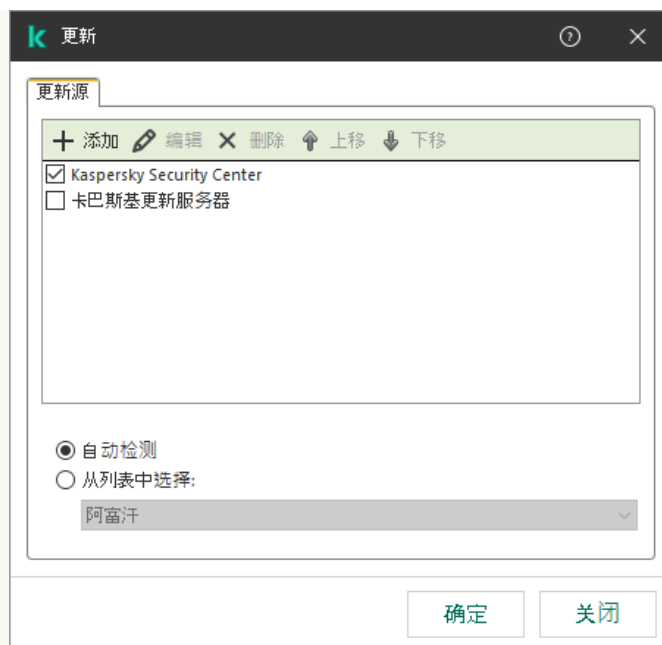 更新
更新源
添加 编辑 删除 上移 下移
Kaspersky Security Center
卡巴斯基更新服务器
自动检测
从列表中选择:
阿富汗
确定 关闭